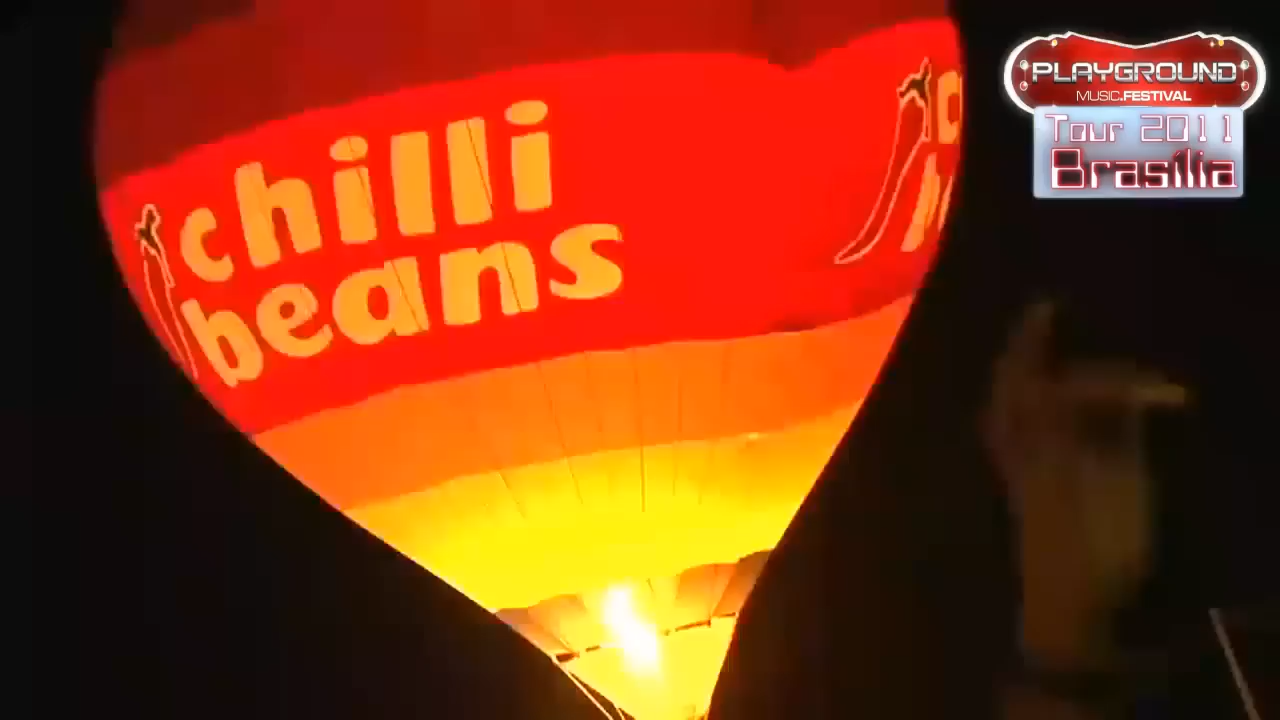 chilli
beans
PLAYGROUND
MUSIC.FESTIVAL
Tour 2011
Brasília